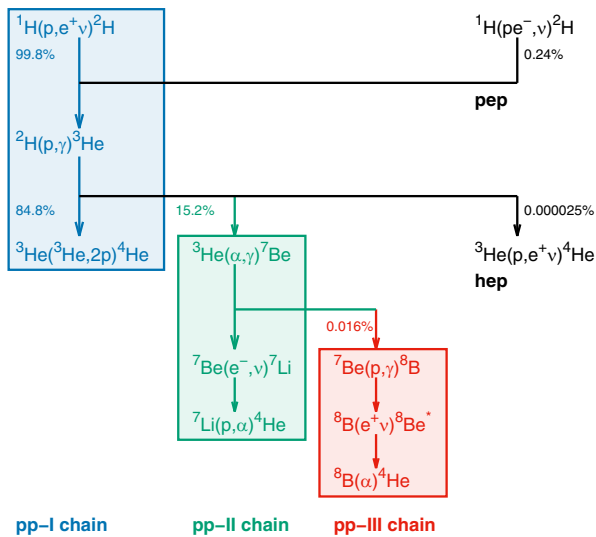 ¹H(p,e⁺ν)²H
¹H(pe⁻,ν)²H
99.8%
0.24%
pep
²H(p,γ)³He
84.8%
15.2%
0.000025%
³He(³He,2p)⁴He
³He(α,γ)⁷Be
³He(p,e⁺ν)⁴He
hep
0.016%
⁷Be(e⁻,ν)⁷Li
⁷Be(p,γ)⁸B
⁷Li(p,α)⁴He
⁸B(e⁺ν)⁸Be*
⁸B(α)⁴He
pp–I chain
pp–II chain
pp–III chain